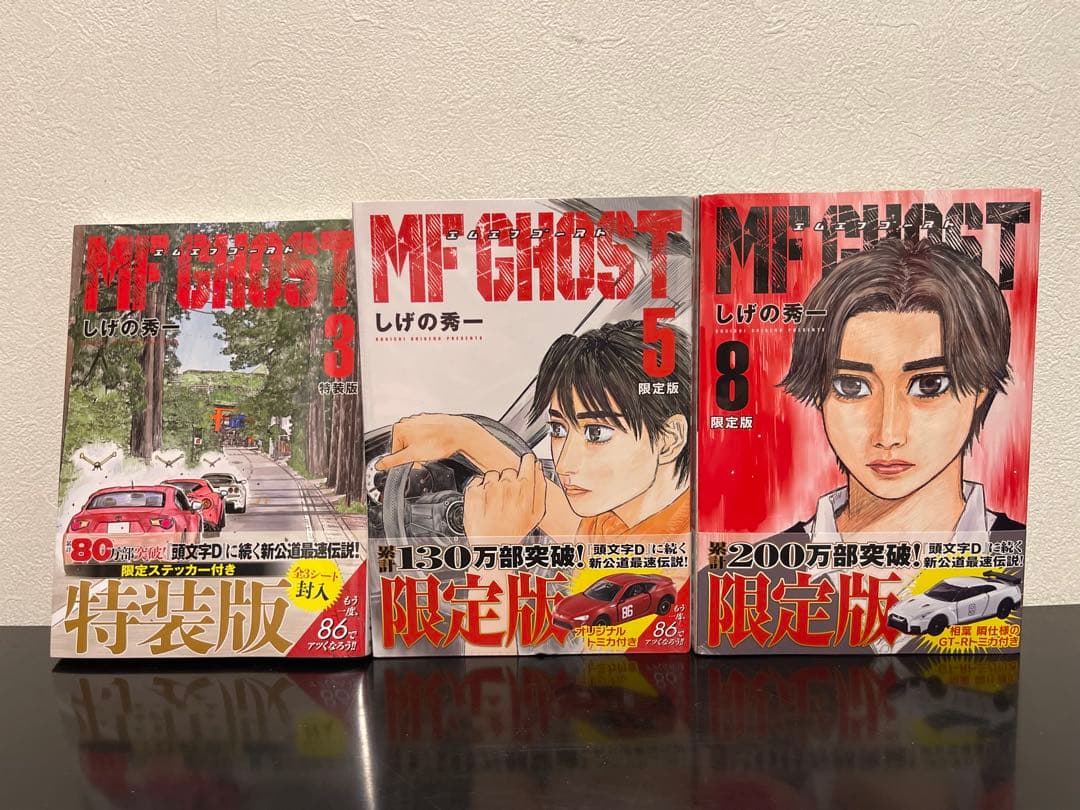 MF GHOST
エムエフゴースト
しげの秀一
3
特装版
累計80万部突破!『頭文字D』に続く新公道最速伝説!
限定ステッカー付き
全3シート
封入
特装版
もう
一度、
86で
アツくなろう!!
MF GHOST
エムエフゴースト
しげの秀一
SHUICHI SHIGENO PRESENTS
5
限定版
累計130万部突破!
『頭文字D』に続く
新公道最速伝説!
限定版
86
オリジナル
トミカ付き
もう
一度、
86で
アツくなろう!!
MF GHOST
エムエフゴースト
しげの秀一
8
限定版
累計200万部突破!
『頭文字D』に続く
新公道最速伝説!
限定版
相葉 瞬仕様の
GT-Rトミカ付き